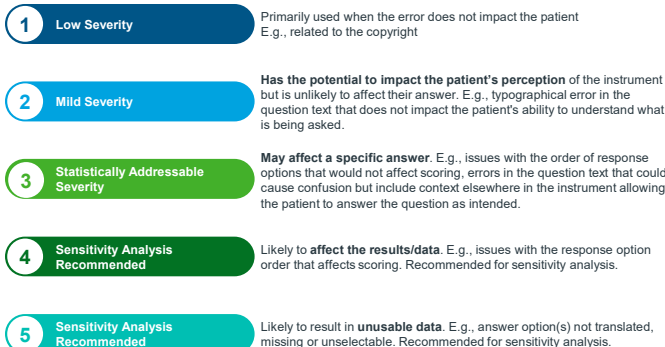 1
Low Severity
Primarily used when the error does not impact the patient
E.g., related to the copyright
2
Mild Severity
Has the potential to impact the patient's perception of the instrument
but is unlikely to affect their answer. E.g., typographical error in the
question text that does not impact the patient's ability to understand what
is being asked.
3
Statistically Addressable
Severity
May affect a specific answer. E.g., issues with the order of response
options that would not affect scoring, errors in the question text that could
cause confusion but include context elsewhere in the instrument allowing
the patient to answer the question as intended.
4
Sensitivity Analysis
Recommended
Likely to affect the results/data. E.g., issues with the response option
order that affects scoring. Recommended for sensitivity analysis.
5
Sensitivity Analysis
Recommended
Likely to result in unusable data. E.g., answer option(s) not translated,
missing or unselectable. Recommended for sensitivity analysis.